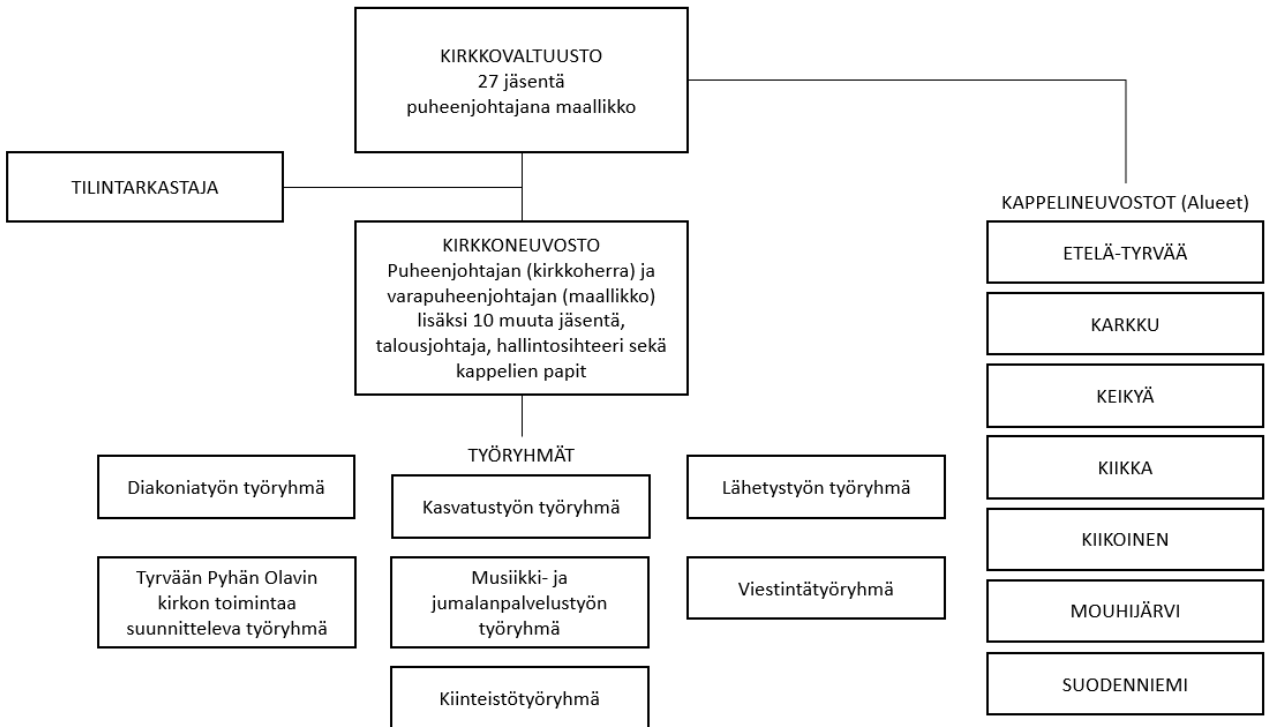 KIRKKOVALTUUSTO
27 jäsentä
puheenjohtajana maallikko
TILINTARKASTAJA
KIRKKONEUVOSTO
Puheenjohtajan (kirkkoherra) ja
varapuheenjohtajan (maallikko)
lisäksi 10 muuta jäsentä,
talousjohtaja, hallintosihteeri sekä
kappelien papit
TYÖRYHMÄT
Diakoniatyön työryhmä
Kasvatustyön työryhmä
Lähetystyön työryhmä
Tyrvään Pyhän Olavin
kirkon toimintaa
suunnitteleva työryhmä
Musiikki- ja
jumalanpalvelustyön
työryhmä
Viestintätyöryhmä
Kiinteistötyöryhmä
KAPPELINEUVOSTOT (Alueet)
ETELÄ-TYRVÄÄ
KARKKU
KEIKYÄ
KIIKKA
KIIKOINEN
MOUHIJÄRVI
SUODENNIEMI